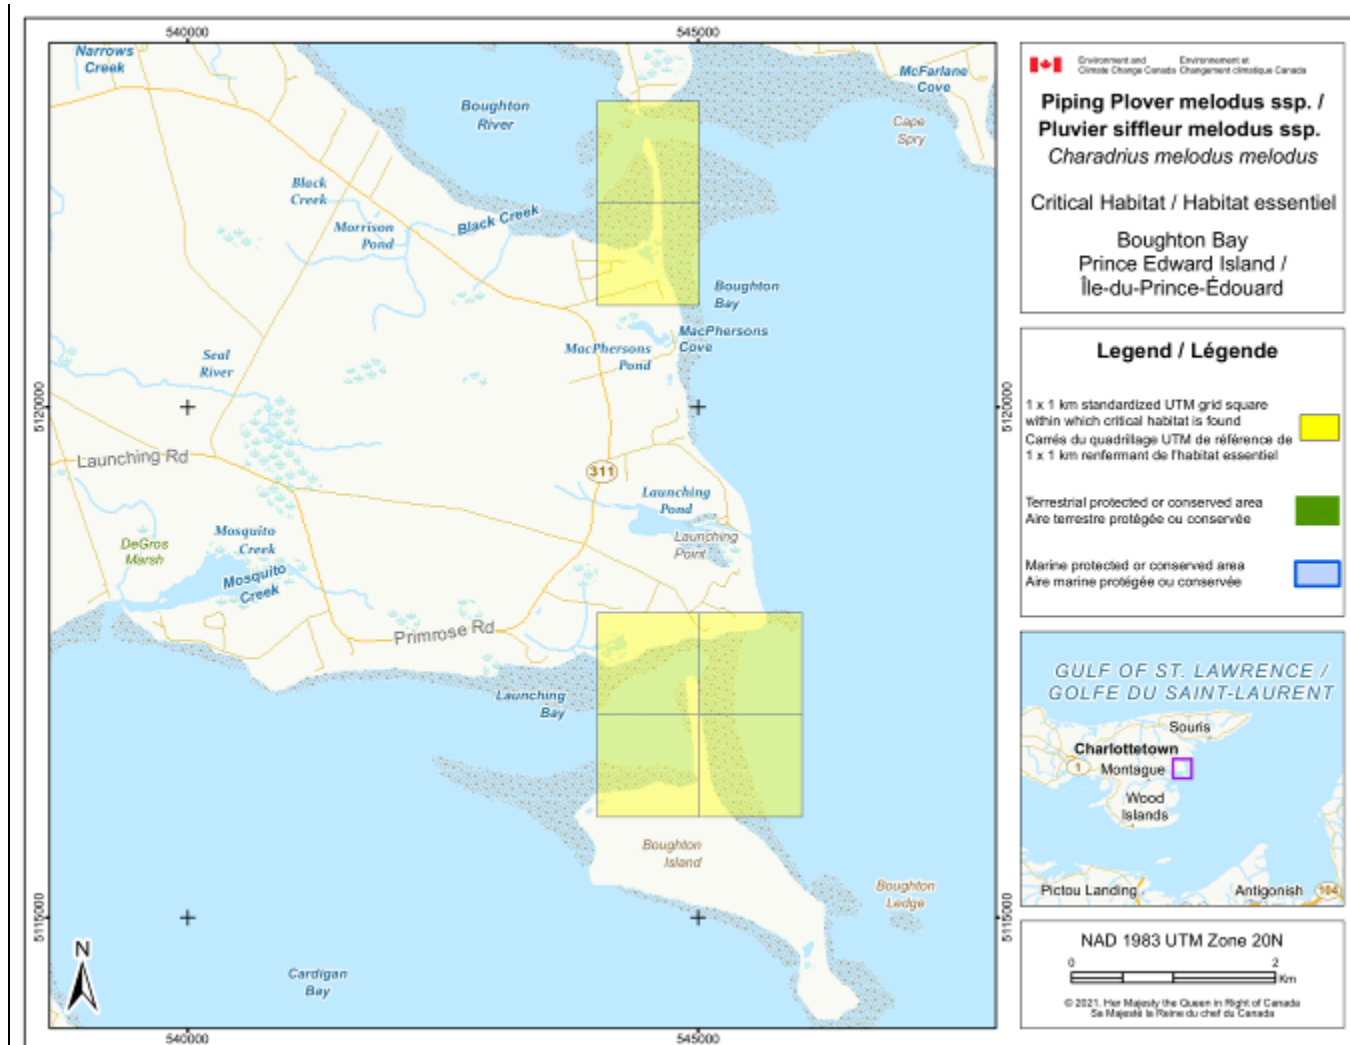 540000
545000
Narrows
Creek
Boughton
River
McFarlane
Cove
Cape
Spry
Black
Creek
Morrison
Pond
Black Creek
Boughton
Bay
MacPhersons
Cove
MacPhersons
Pond
Seal
River
5120000
5120000
Launching Rd
311
Launching
Pond
Launching
Point
DeGros
Marsh
Mosquito
Creek
Mosquito
Creek
Primrose Rd
Launching
Bay
Boughton
Island
Boughton
Ledge
5115000
5115000
N
Cardigan
Bay
540000
545000
Environment and
Climate Change Canada
Environnement et
Changement climatique Canada
Piping Plover melodus ssp. /
Pluvier siffleur melodus ssp.
Charadrius melodus melodus
Critical Habitat / Habitat essentiel
Boughton Bay
Prince Edward Island /
Île-du-Prince-Édouard
Legend / Légende
1 x 1 km standardized UTM grid square
within which critical habitat is found
Carrés du quadrillage UTM de référence de
1 x 1 km renfermant de l'habitat essentiel
Terrestrial protected or conserved area
Aire terrestre protégée ou conservée
Marine protected or conserved area
Aire marine protégée ou conservée
GULF OF ST. LAWRENCE /
GOLFE DU SAINT-LAURENT
Souris
Charlottetown
1
Montague
Wood
Islands
Pictou Landing
Antigonish
104
NAD 1983 UTM Zone 20N
0
2
Km
© 2021. Her Majesty the Queen in Right of Canada
Sa Majesté la Reine du chef du Canada